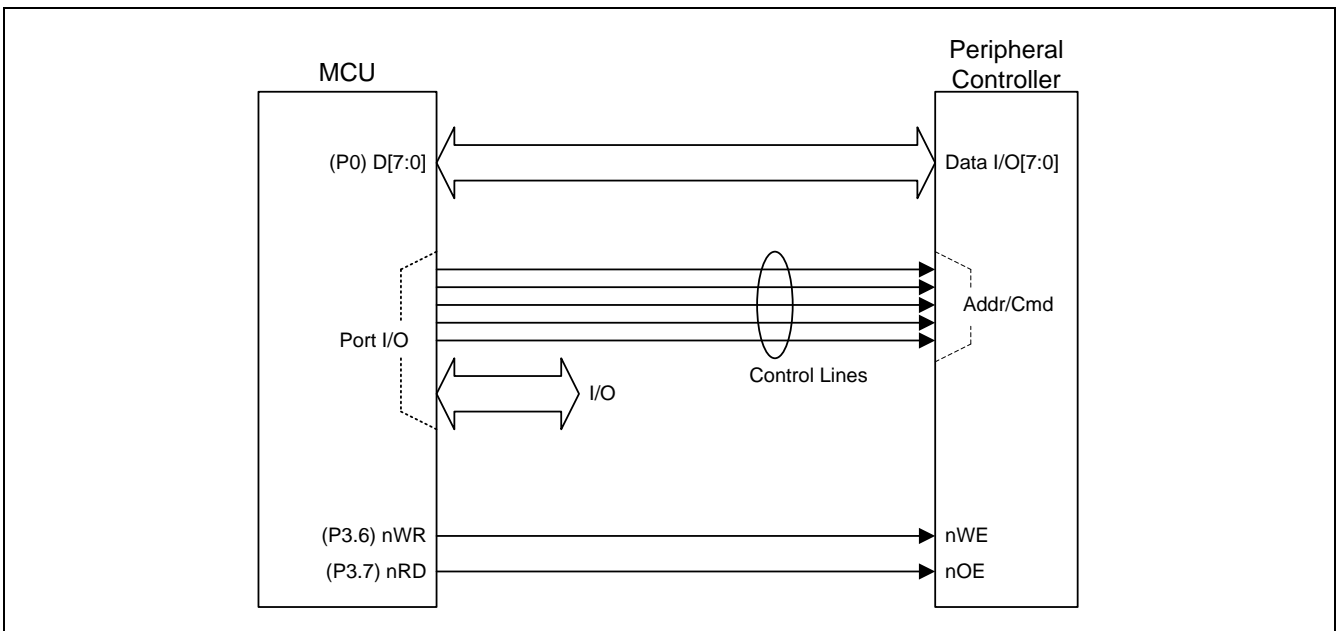 MCU
Peripheral
Controller
(P0) D[7:0]
Data I/O[7:0]
Addr/Cmd
Port I/O
Control Lines
I/O
(P3.6) nWR
nWE
(P3.7) nRD
nOE